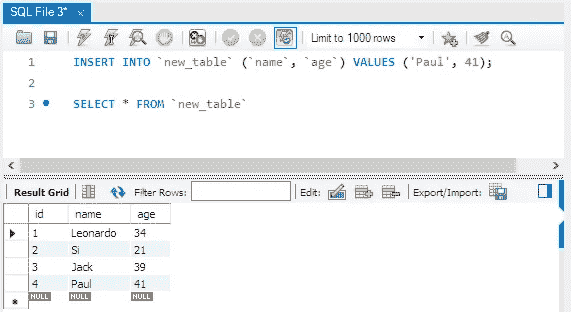 SQL File 3*
Limit to 1000 rows
1 INSERT INTO `new_table` (`name`, `age`) VALUES ('Paul', 41);
2
3 SELECT * FROM `new_table`
Result Grid Filter Rows: Edit: Export/Import:
id name age
1 Leonardo 34
2 Si 21
3 Jack 39
4 Paul 41
NULL NULL NULL